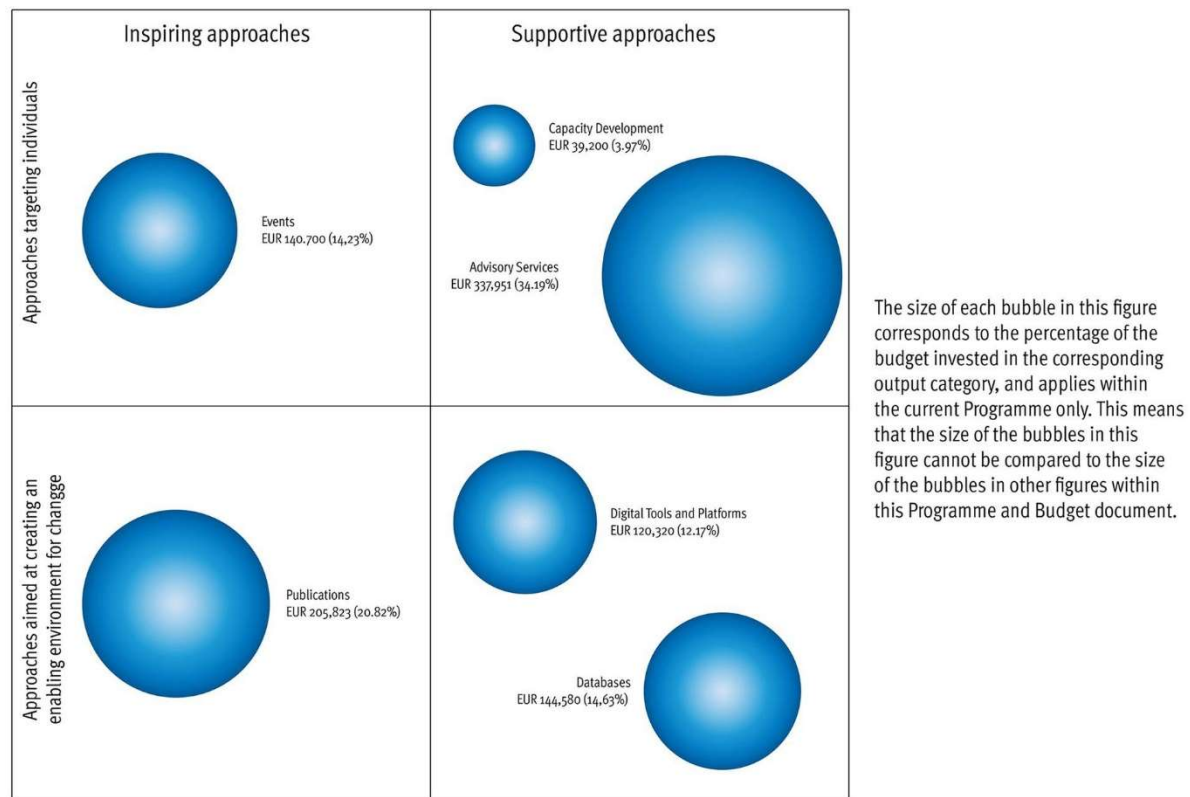 Inspiring approaches
Supportive approaches
Approaches targeting individuals
Events
EUR 140.700 (14,23%)
Capacity Development
EUR 39,200 (3.97%)
Advisory Services
EUR 337,951 (34.19%)
Approaches aimed at creating an
enabling environment for changge
Publications
EUR 205,823 (20.82%)
Digital Tools and Platforms
EUR 120,320 (12.17%)
Databases
EUR 144,580 (14,63%)
The size of each bubble in this figure
corresponds to the percentage of the
budget invested in the corresponding
output category, and applies within
the current Programme only. This means
that the size of the bubbles in this
figure cannot be compared to the size
of the bubbles in other figures within
this Programme and Budget document.